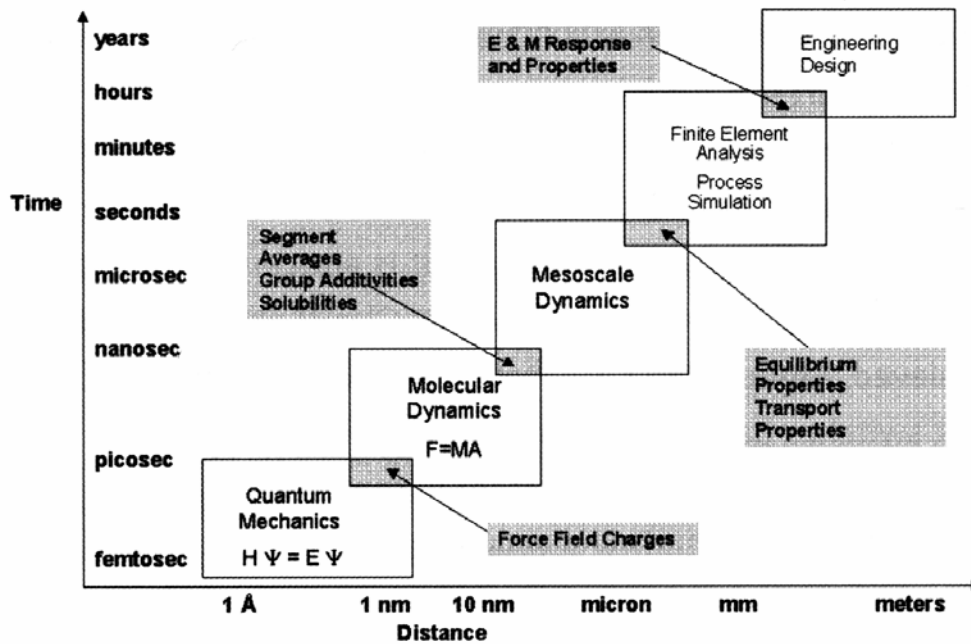 years
hours
minutes
seconds
microsec
nanosec
picosec
femtosec
Time
E & M Response
and Properties
Engineering
Design
Finite Element
Analysis
Process
Simulation
Segment
Averages
Group Additivities
Solubilities
Mesoscale
Dynamics
Equilibrium
Properties
Transport
Properties
Molecular
Dynamics
F=MA
Quantum
Mechanics
H Ψ = E Ψ
Force Field Charges
1 Å
1 nm
10 nm
micron
mm
meters
Distance